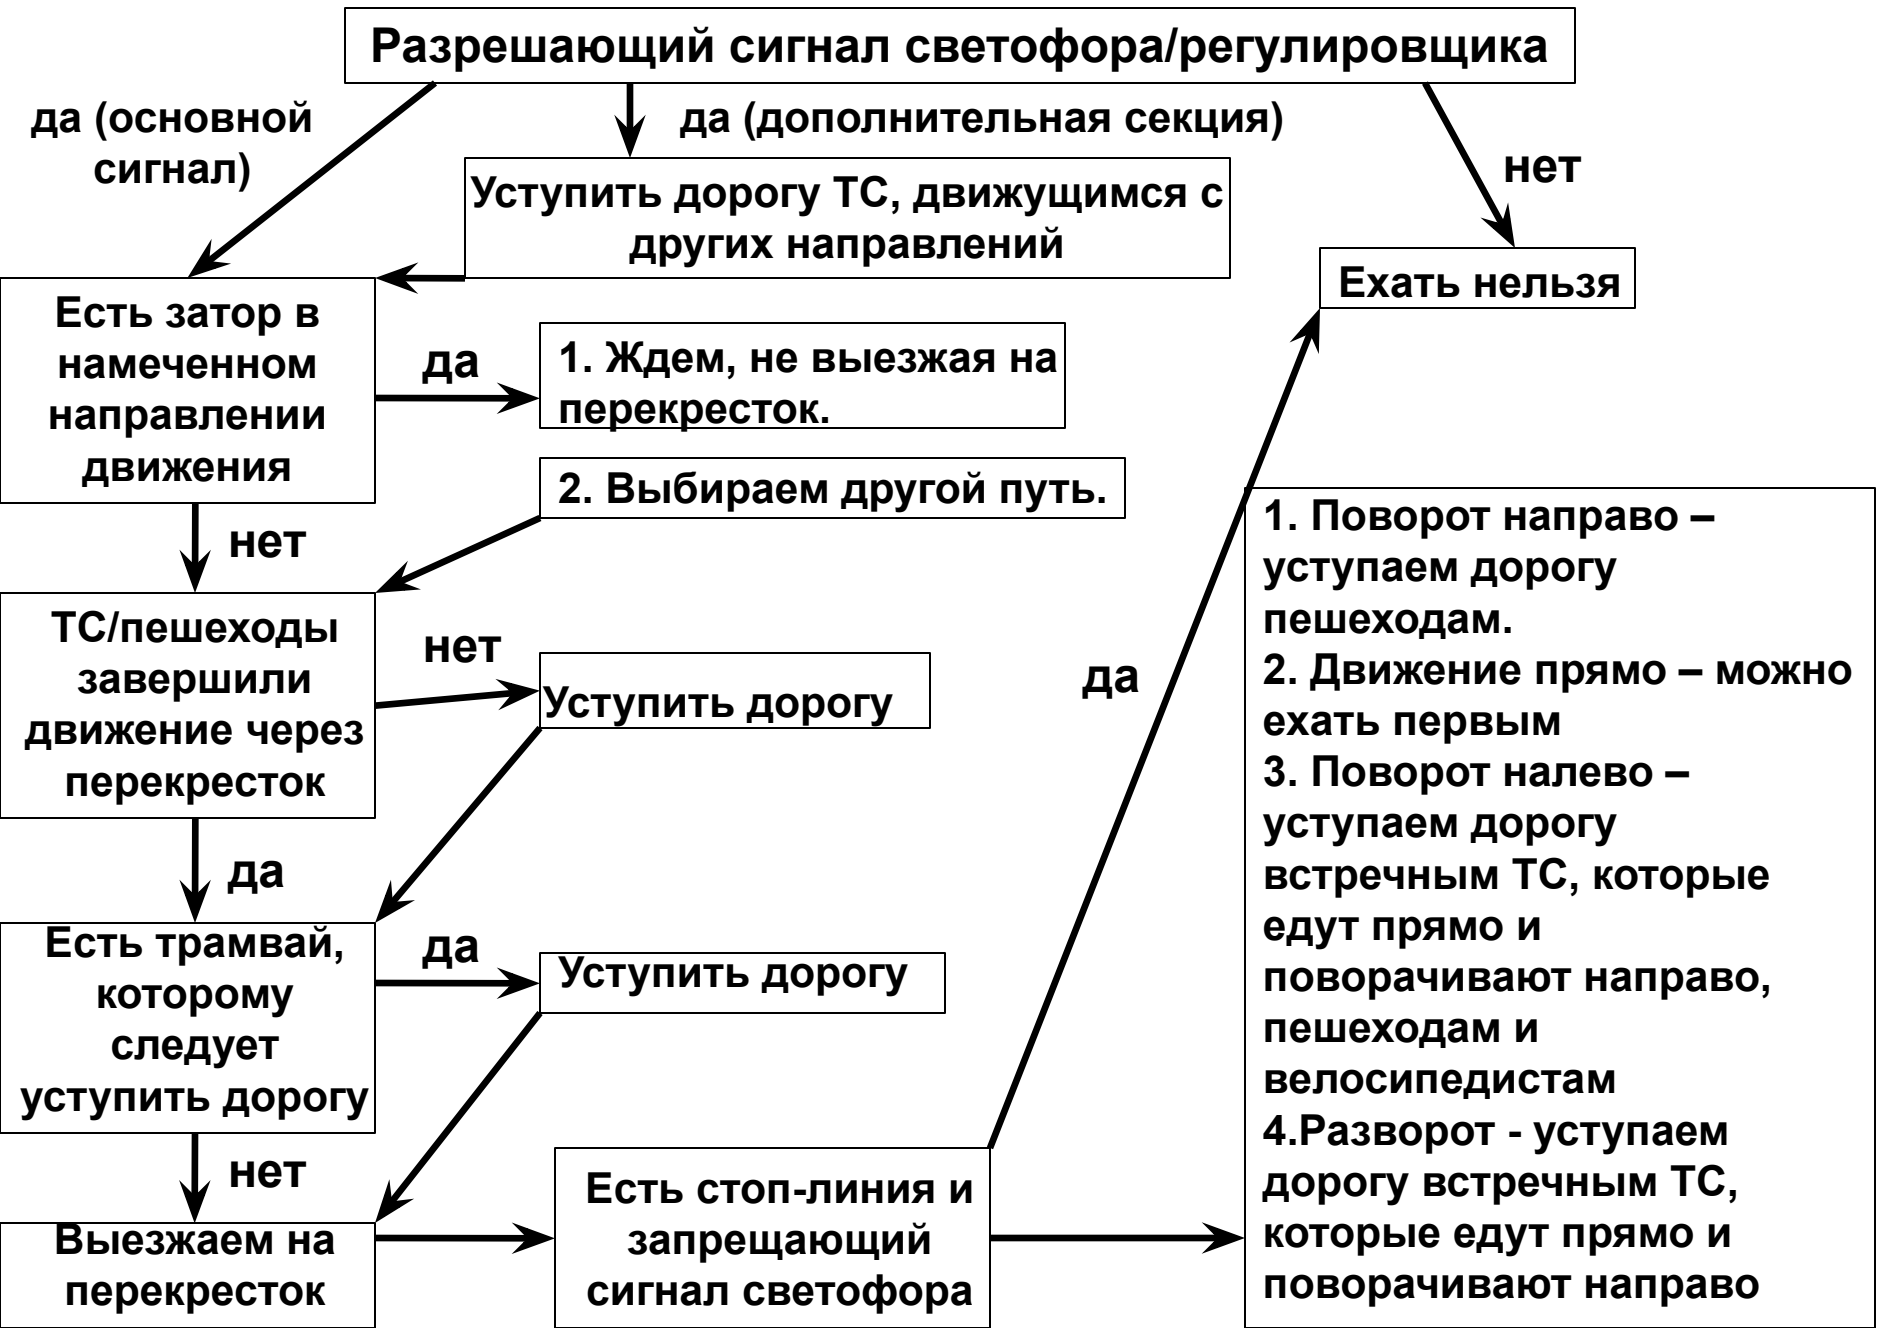 Разрешающий сигнал светофора/регулировщика
да (основной
сигнал)
да (дополнительная секция)
нет
Уступить дорогу ТС, движущимся с
других направлений
Ехать нельзя
Есть затор в
намеченном
направлении
движения
да
1. Ждем, не выезжая на
перекресток.
2. Выбираем другой путь.
нет
ТС/пешеходы
завершили
движение через
перекресток
нет
Уступить дорогу
да
да
Есть трамвай,
которому
следует
уступить дорогу
да
Уступить дорогу
нет
Выезжаем на
перекресток
Есть стоп-линия и
запрещающий
сигнал светофора
1. Поворот направо –
уступаем дорогу
пешеходам.
2. Движение прямо – можно
ехать первым
3. Поворот налево –
уступаем дорогу
встречным ТС, которые
едут прямо и
поворачивают направо,
пешеходам и
велосипедистам
4.Разворот - уступаем
дорогу встречным ТС,
которые едут прямо и
поворачивают направо